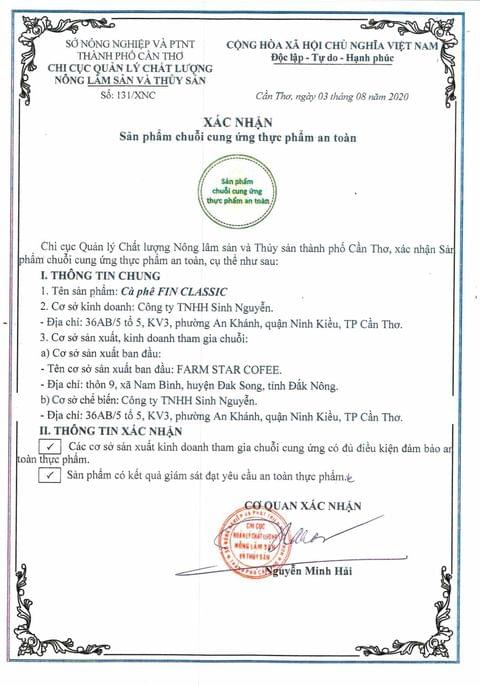 SỞ NÔNG NGHIỆP VÀ PTNT
THÀNH PHỐ CẦN THƠ
CHI CỤC QUẢN LÝ CHẤT LƯỢNG
NÔNG LÂM SẢN VÀ THỦY SẢN
Số: 131/XNC
CỘNG HÒA XÃ HỘI CHỦ NGHĨA VIỆT NAM
Độc lập - Tự do - Hạnh phúc
Cần Thơ, ngày 03 tháng 08 năm 2020
XÁC NHẬN
Sản phẩm chuỗi cung ứng thực phẩm an toàn
Sản phẩm
chuỗi cung ứng
thực phẩm an toàn
Chi cục Quản lý Chất lượng Nông lâm sản và Thủy sản thành phố Cần Thơ, xác nhận Sản
phẩm chuỗi cung ứng thực phẩm an toàn, cụ thể như sau:
I. THÔNG TIN CHUNG
1. Tên sản phẩm: Cà phê FIN CLASSIC
2. Cơ sở kinh doanh: Công ty TNHH Sinh Nguyễn.
- Địa chỉ: 36AB/5 tổ 5, KV3, phường An Khánh, quận Ninh Kiều, TP Cần Thơ.
3. Cơ sở sản xuất, kinh doanh tham gia chuỗi:
a) Cơ sở sản xuất ban đầu:
- Tên cơ sở sản xuất ban đầu: FARM STAR COFEE.
- Địa chỉ: thôn 9, xã Nam Bình, huyện Đak Song, tỉnh Đắk Nông.
b) Cơ sở chế biến: Công ty TNHH Sinh Nguyễn.
- Địa chỉ: 36AB/5 tổ 5, KV3, phường An Khánh, quận Ninh Kiều, TP Cần Thơ.
II. THÔNG TIN XÁC NHẬN
✓ Các cơ sở sản xuất kinh doanh tham gia chuỗi cung ứng có đủ điều kiện đảm bảo an
toàn thực phẩm.
✓ Sản phẩm có kết quả giám sát đạt yêu cầu an toàn thực phẩm.
CƠ QUAN XÁC NHẬN
CHI CỤC
QUẢN LÝ CHẤT LƯỢNG
NÔNG LÂM SẢN
VÀ THỦY SẢN
Nguyễn Minh Hải